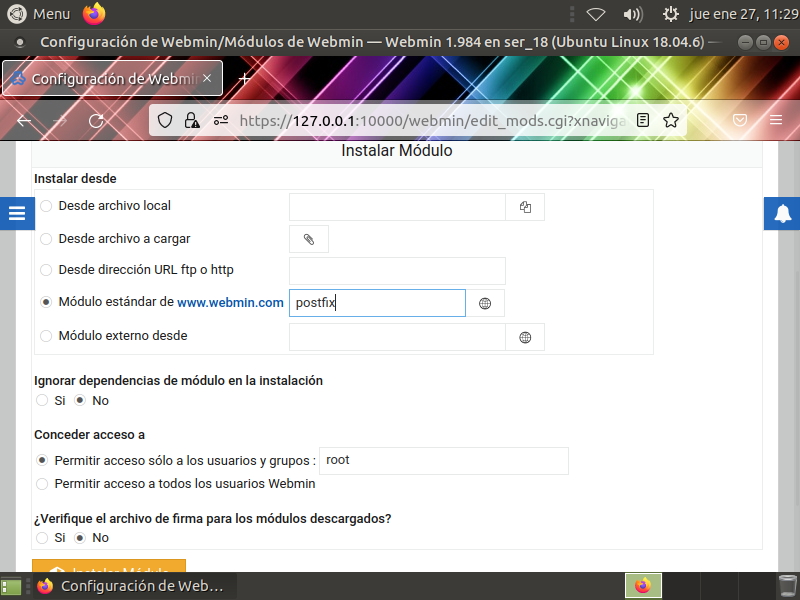 Menu
jue ene 27, 11:29
Configuración de Webmin/Módulos de Webmin — Webmin 1.984 en ser_18 (Ubuntu Linux 18.04.6) —
Configuración de Webmin
https://127.0.0.1:10000/webmin/edit_mods.cgi?xnaviga
Instalar Módulo
Instalar desde
Desde archivo local
Desde archivo a cargar
Desde dirección URL ftp o http
Módulo estándar de www.webmin.com postfix
Módulo externo desde
Ignorar dependencias de módulo en la instalación
Si No
Conceder acceso a
Permitir acceso sólo a los usuarios y grupos : root
Permitir acceso a todos los usuarios Webmin
¿Verifique el archivo de firma para los módulos descargados?
Si No
Instalar Módulo
Configuración de Web...